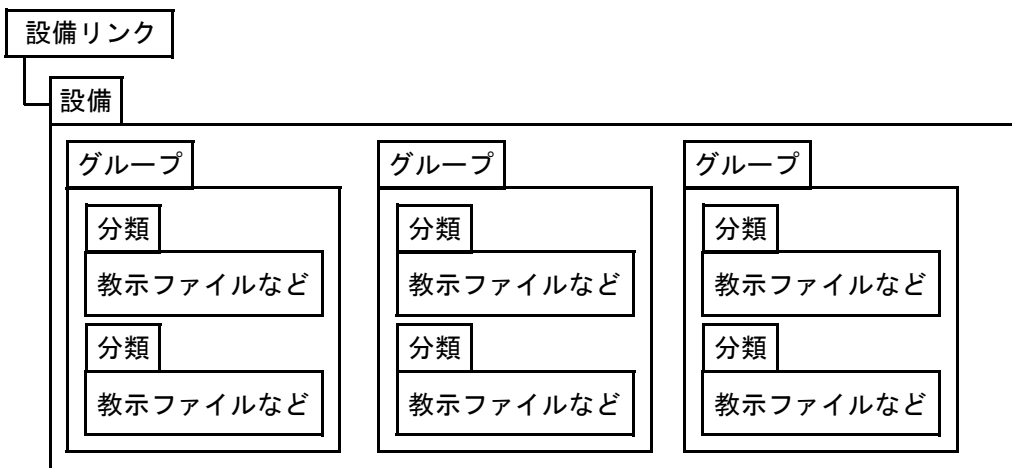 設備リンク
設備
グループ
分類
教示ファイルなど
分類
教示ファイルなど
グループ
分類
教示ファイルなど
分類
教示ファイルなど
グループ
分類
教示ファイルなど
分類
教示ファイルなど